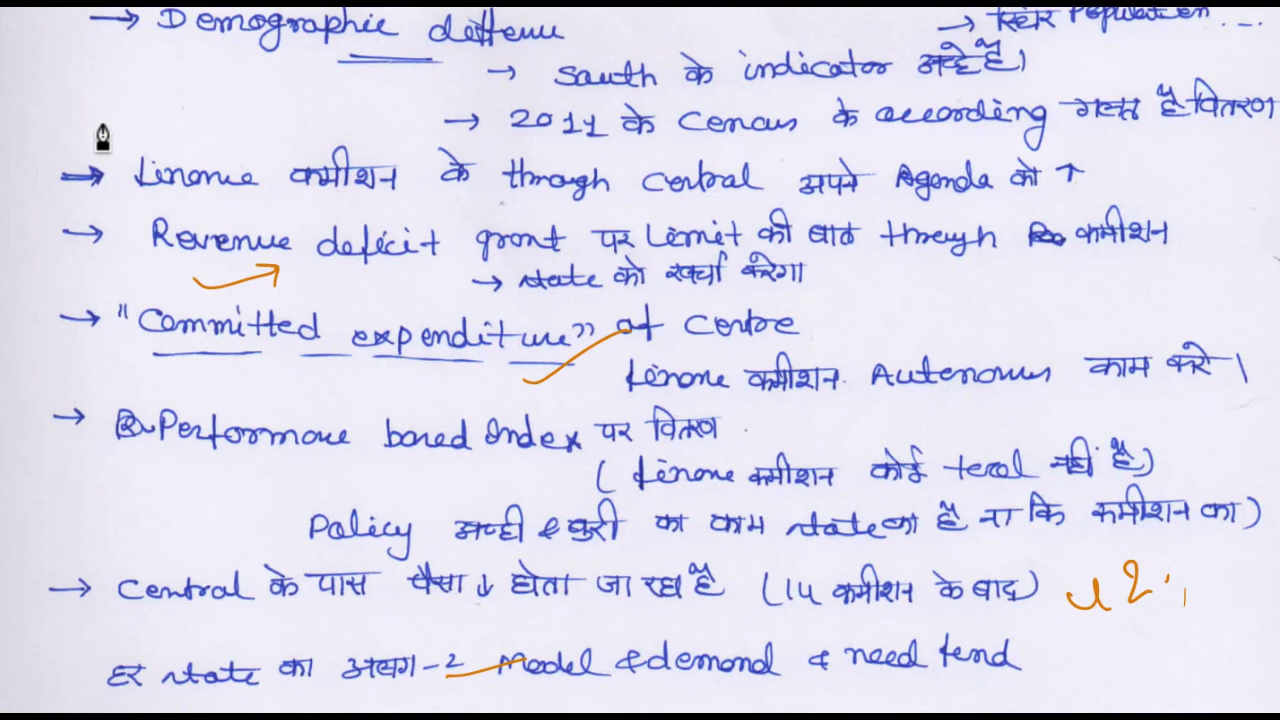 → Demographic
→ स्थिर Population...
→ South के indicator अच्छे हैं।
→ 2011 के Census के according गलत है वितरण
→ finance कमीशन के through central अपने Agenda को ↑
→ Revenue deficit grant पर limit की बात through कमीशन
→ state को खर्चा करेगा
→ "Committed expenditure" of centre
finance कमीशन Autonomus काम करे।
→ Performance based Index पर वितरण
(finance कमीशन कोई नहीं है)
Policy अच्छी & बुरी का काम state का है ना कि कमीशन का)
→ Central के पास पैसा ↓ होता जा रहा है (14 कमीशन के बाद)
हर state का अलग-2 Model & demand & need fend